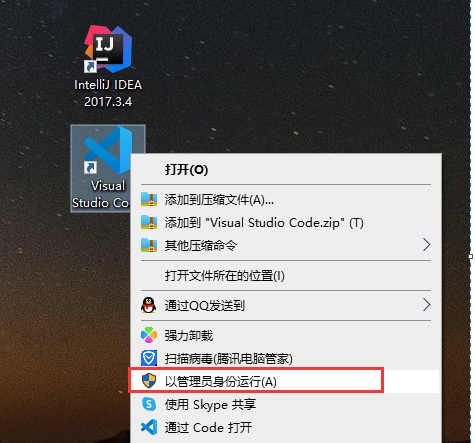 IJ
IntelliJ IDEA
2017.3.4
Visual
Studio Co
打开(O)
添加到压缩文件(A)...
添加到 "Visual Studio Code.zip" (T)
其他压缩命令
打开文件所在的位置(I)
通过QQ发送到
强力卸载
扫描病毒(腾讯电脑管家)
以管理员身份运行(A)
使用 Skype 共享
通过 Code 打开